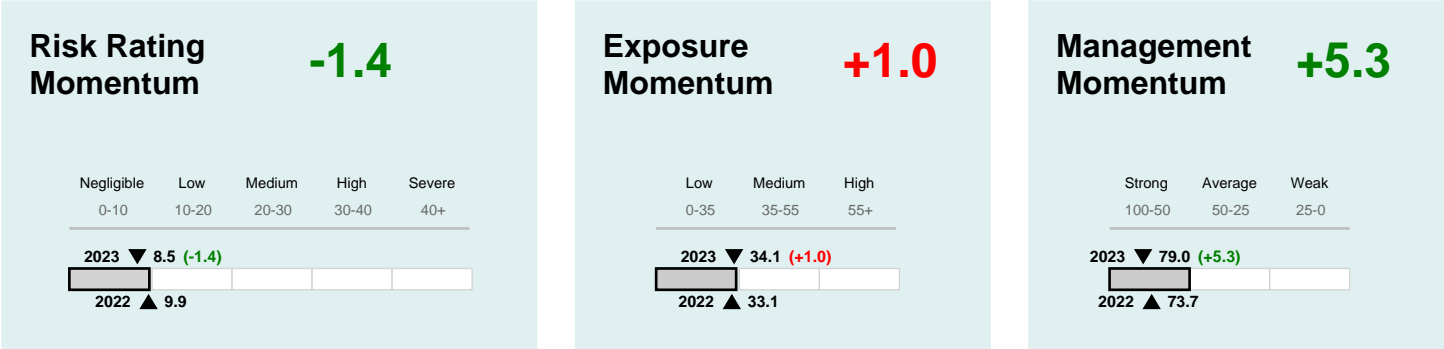 Risk Rating
Momentum
-1.4
Negligible Low Medium High Severe
0-10 10-20 20-30 30-40 40+
2023 ▼ 8.5 (-1.4)
2022 ▲ 9.9
Exposure
Momentum
+1.0
Low Medium High
0-35 35-55 55+
2023 ▼ 34.1 (+1.0)
2022 ▲ 33.1
Management
Momentum
+5.3
Strong Average Weak
100-50 50-25 25-0
2023 ▼ 79.0 (+5.3)
2022 ▲ 73.7